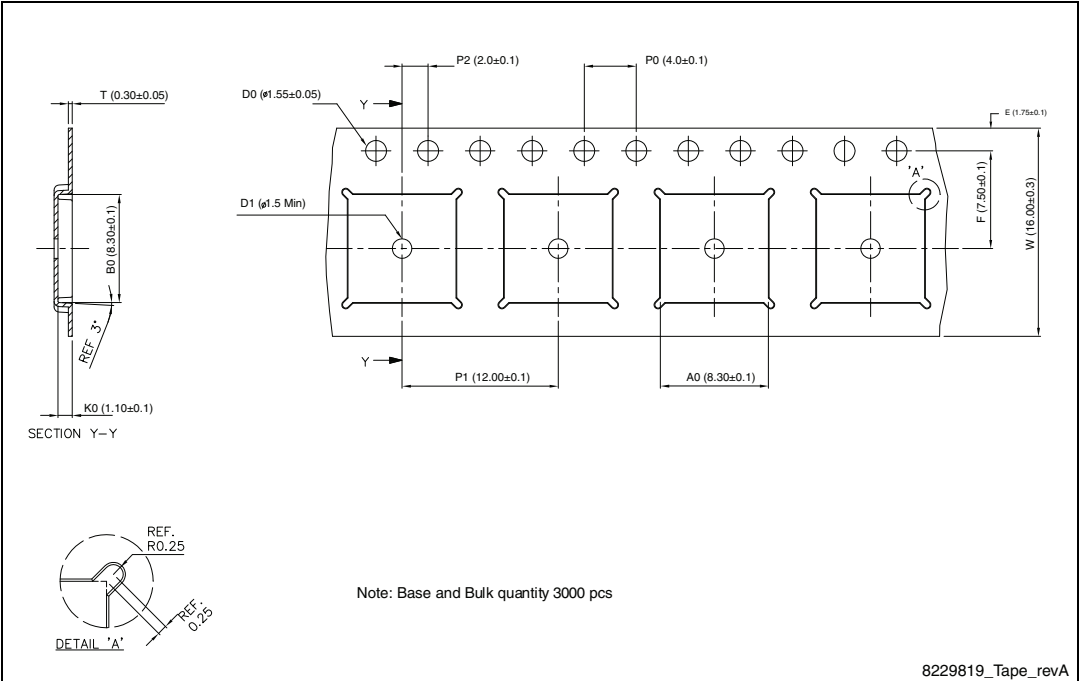 P2 (2.0±0.1)
P0 (4.0±0.1)
T (0.30±0.05)
D0 (ø1.55±0.05)
Y
E (1.75±0.1)
'A'
F (7.50±0.1)
W (16.00±0.3)
D1 (ø1.5 Min)
B0 (8.30±0.1)
REF 3°
Y
P1 (12.00±0.1)
A0 (8.30±0.1)
K0 (1.10±0.1)
SECTION Y-Y
REF.
R0.25
REF.
0.25
DETAIL 'A'
Note: Base and Bulk quantity 3000 pcs
8229819_Tape_revA